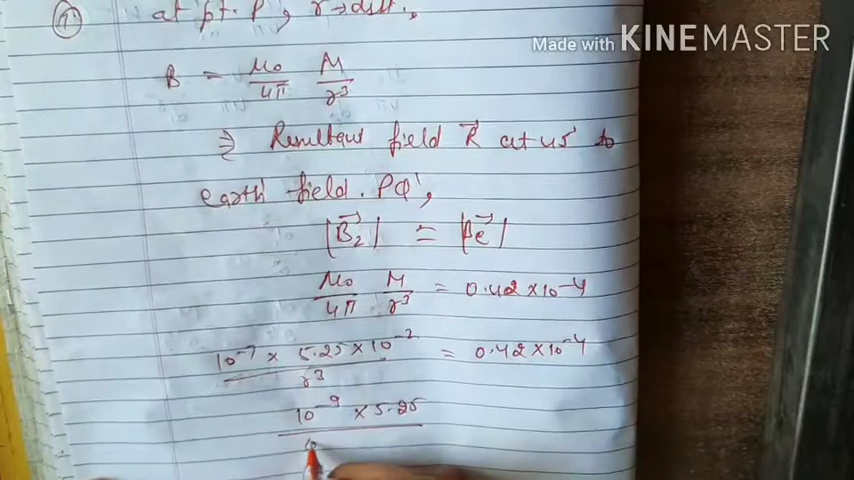 (i) at pt. P, r → dist.,
Made with KINEMASTER
B = μ₀/4π M/r³
⇒ Resultant field R⃗ at 45° to
earth' field. PQ',
|B⃗₂| = |B⃗e|
μ₀/4π M/r³ = 0.42×10⁻⁴
10⁻⁷ × 5.25×10⁻²/r³ = 0.42×10⁻⁴
10⁻⁹ × 5.25